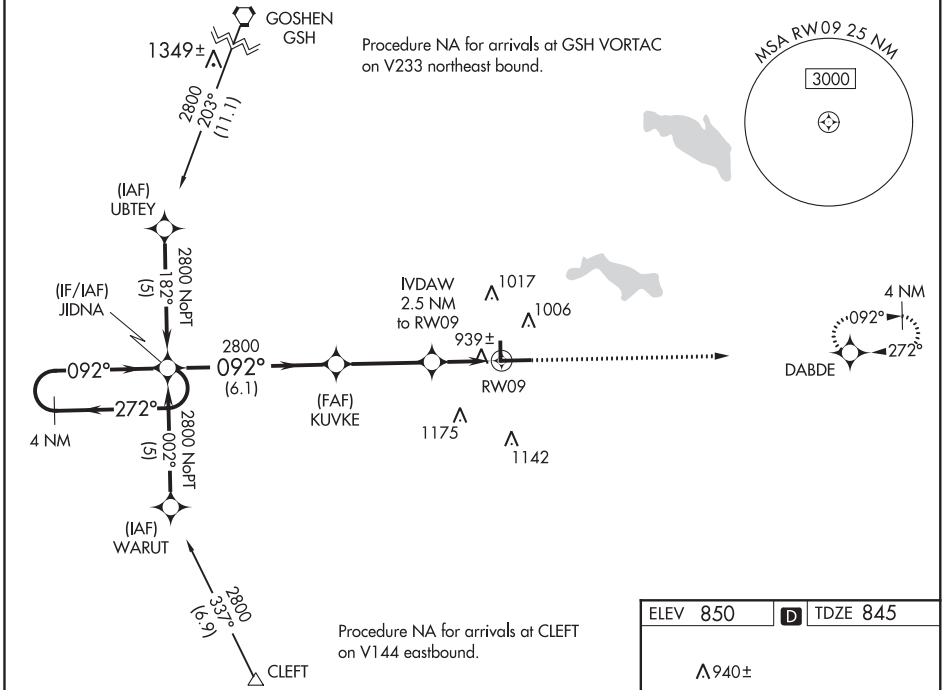 GOSHEN
GSH
1349±
Procedure NA for arrivals at GSH VORTAC
on V233 northeast bound.
MSA RW09 25 NM
3000
2800
203°
(11.1)
(IAF)
UBTEY
2800 NoPT
182°
(5)
(IF/IAF)
JIDNA
IVDAW
2.5 NM
to RW09
1017
1006
939±
4 NM
092°
272°
DABDE
092°
2800
092°
(6.1)
RW09
(FAF)
KUVKE
272°
4 NM
1175
1142
2800 NoPT
002°
(5)
(IAF)
WARUT
2800
337°
(6.9)
Procedure NA for arrivals at CLEFT
on V144 eastbound.
CLEFT
ELEV 850 D TDZE 845
940±